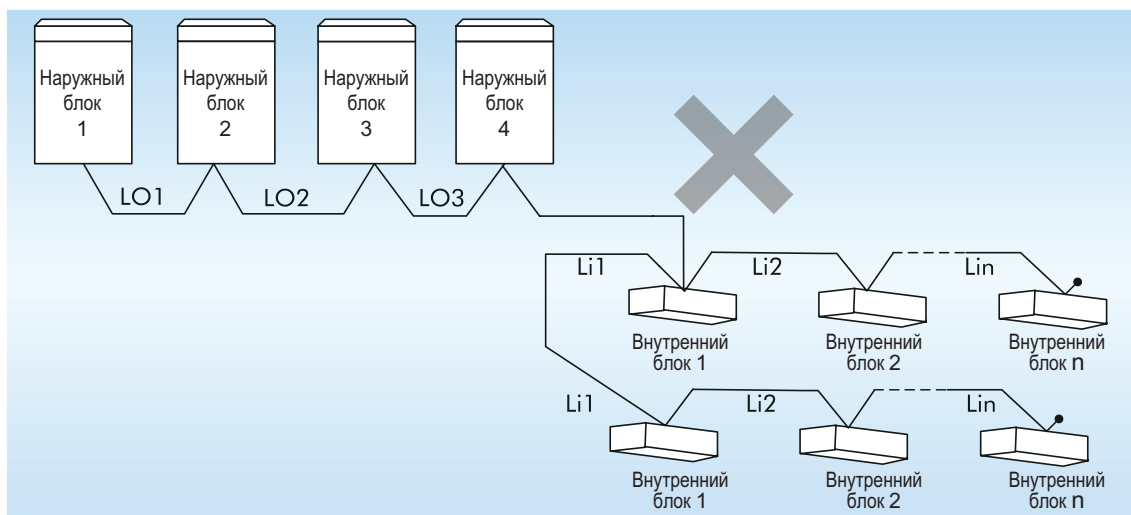 Наружный блок 1
Наружный блок 2
Наружный блок 3
Наружный блок 4
LO1
LO2
LO3
Li1
Li2
Lin
Внутренний
блок 1
Внутренний
блок 2
Внутренний
блок n
Li1
Li2
Lin
Внутренний
блок 1
Внутренний
блок 2
Внутренний
блок n